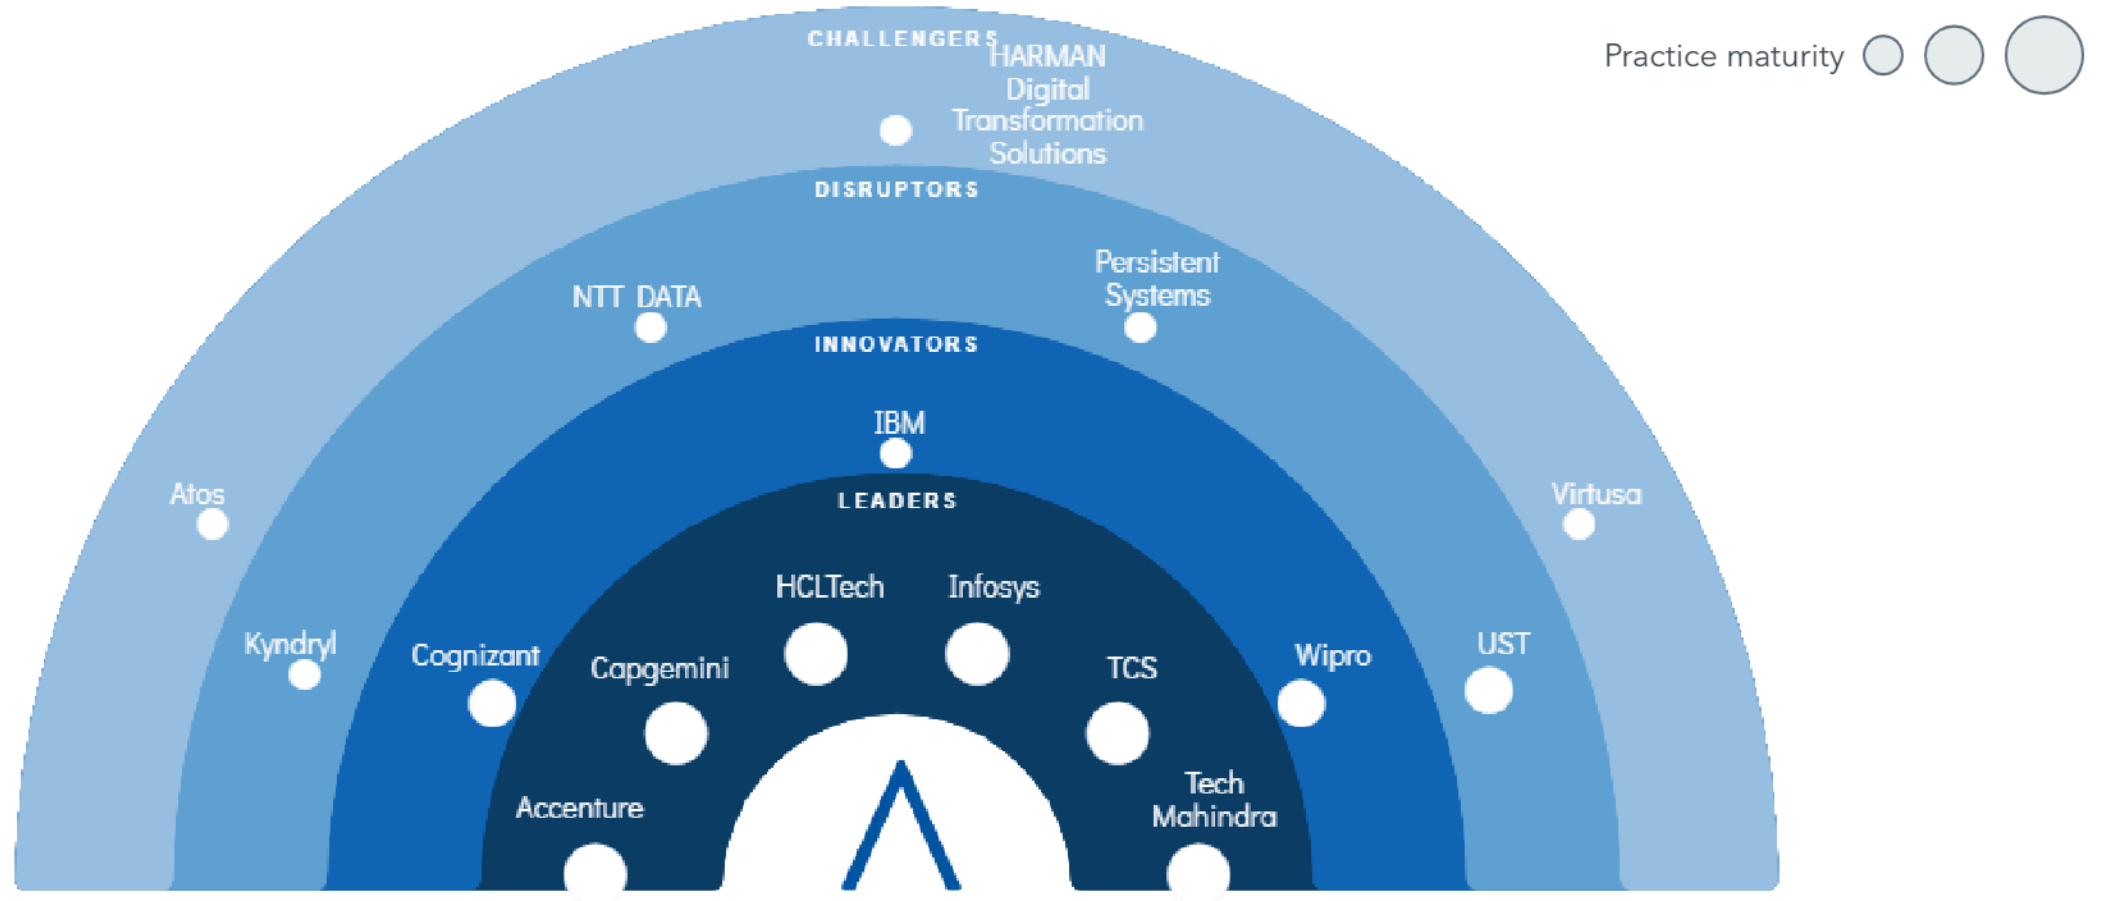 CHALLENGERS
HARMAN
Digital
Transformation
Solutions
Practice maturity
DISRUPTORS
NTT DATA
Persistent
Systems
INNOVATORS
IBM
LEADERS
Atos
Virtusa
HCLTech
Infosys
Kyndryl
Cognizant
Capgemini
TCS
Wipro
UST
Accenture
Tech
Mahindra